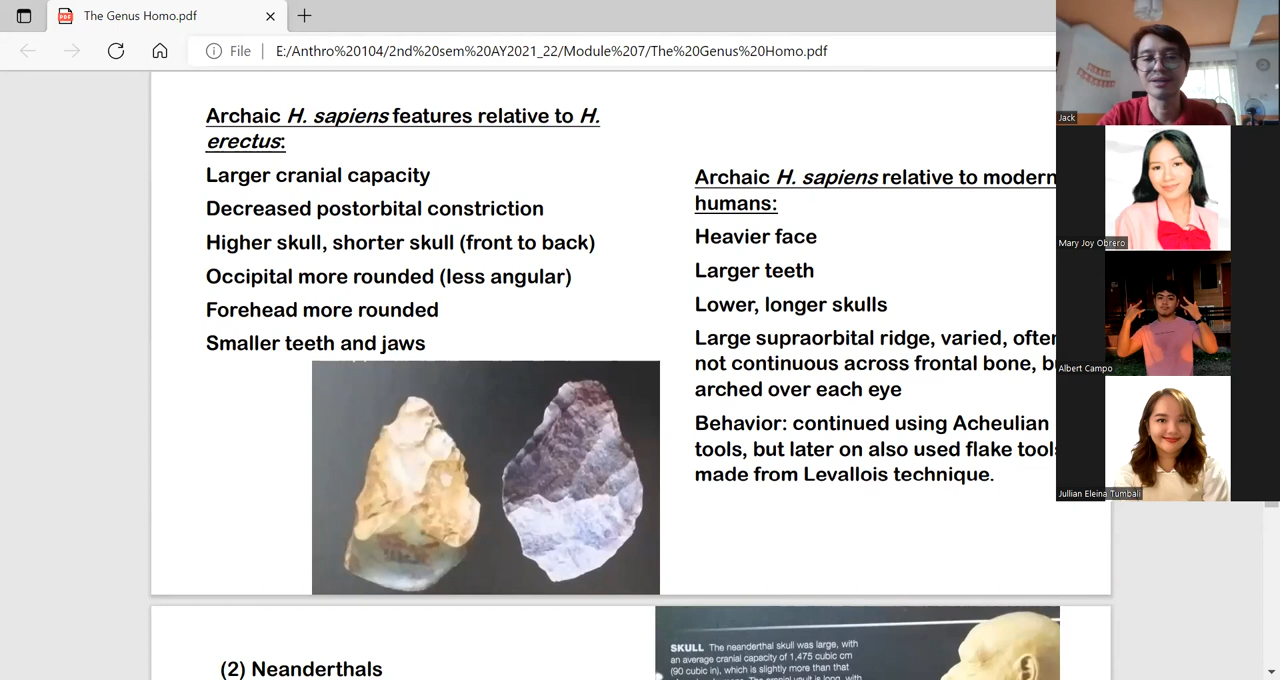 The Genus Homo.pdf
File
E:/Anthro%20104/2nd%20sem%20AY2021_22/Module%207/The%20Genus%20Homo.pdf
Archaic H. sapiens features relative to H.
erectus:
Larger cranial capacity
Decreased postorbital constriction
Higher skull, shorter skull (front to back)
Occipital more rounded (less angular)
Forehead more rounded
Smaller teeth and jaws
Archaic H. sapiens relative to modern
humans:
Heavier face
Larger teeth
Lower, longer skulls
Large supraorbital ridge, varied, often
not continuous across frontal bone, b
arched over each eye
Behavior: continued using Acheulian
tools, but later on also used flake tool
made from Levallois technique.
(2) Neanderthals
SKULL The neanderthal skull was large, with
an average cranial capacity of 1,475 cubic cm
(90 cubic in), which is slightly more than that
Jack
Mary Joy Obrero
Albert Campo
Jullian Eleina Tumbali